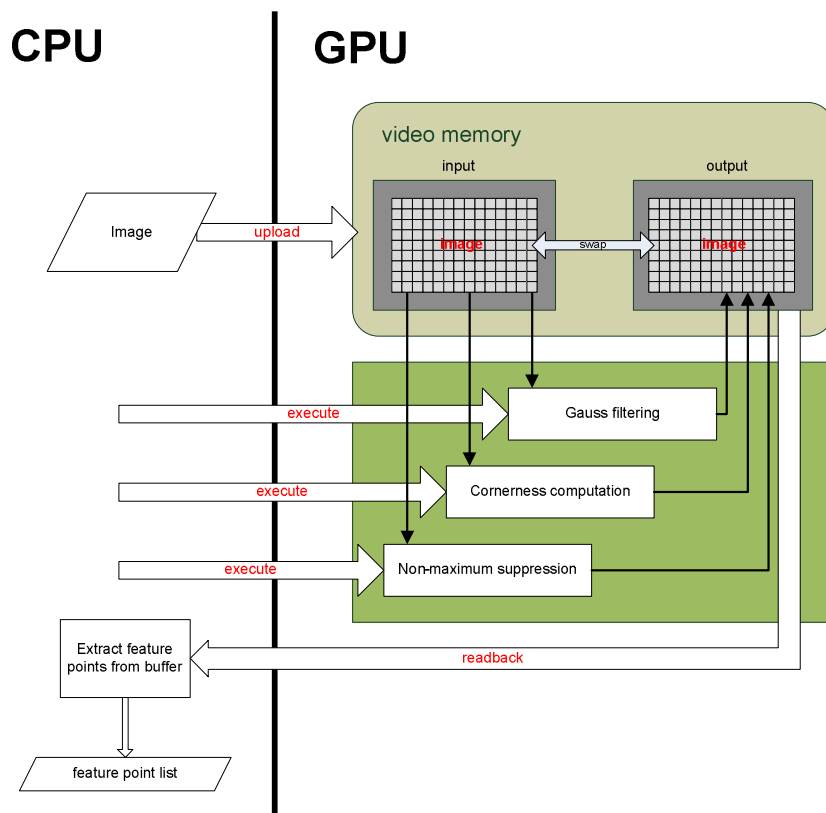 CPU
GPU
video memory
input
output
Image
upload
image
swap
image
execute
Gauss filtering
execute
Cornerness computation
execute
Non-maximum suppression
Extract feature
points from buffer
readback
feature point list